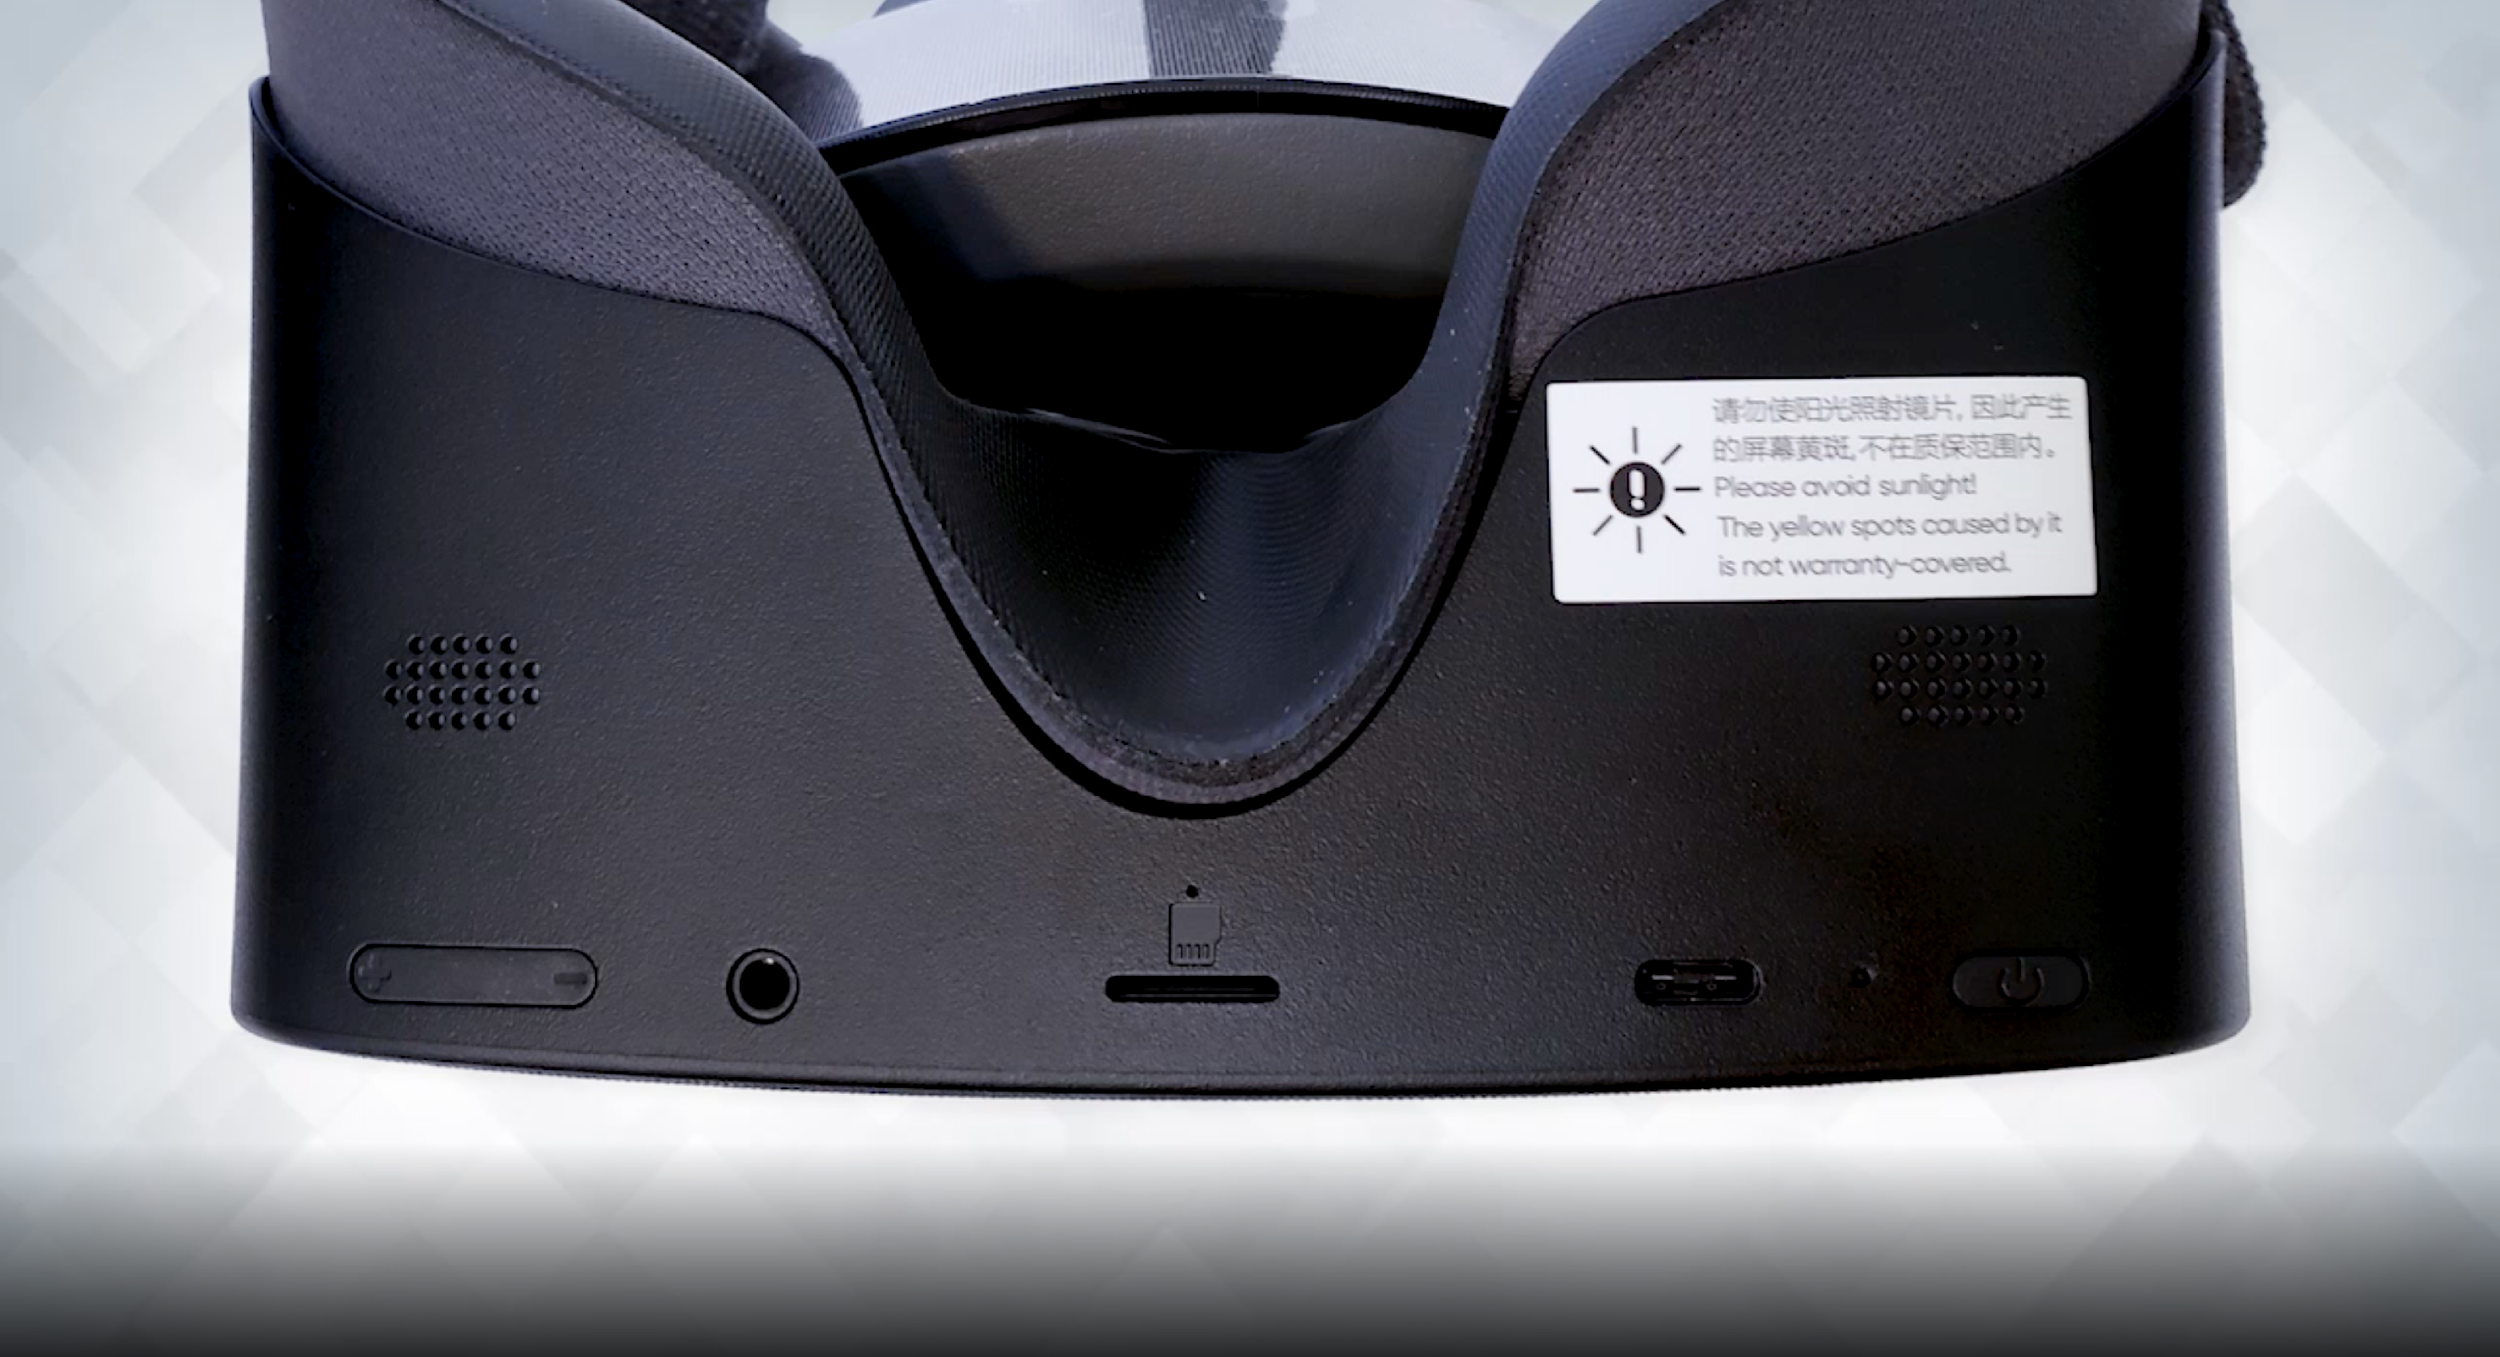 请勿使阳光照射镜片, 因此产生
的屏幕黄斑,不在质保范围内。
Please avoid sunlight!
The yellow spots caused by it
is not warranty-covered.